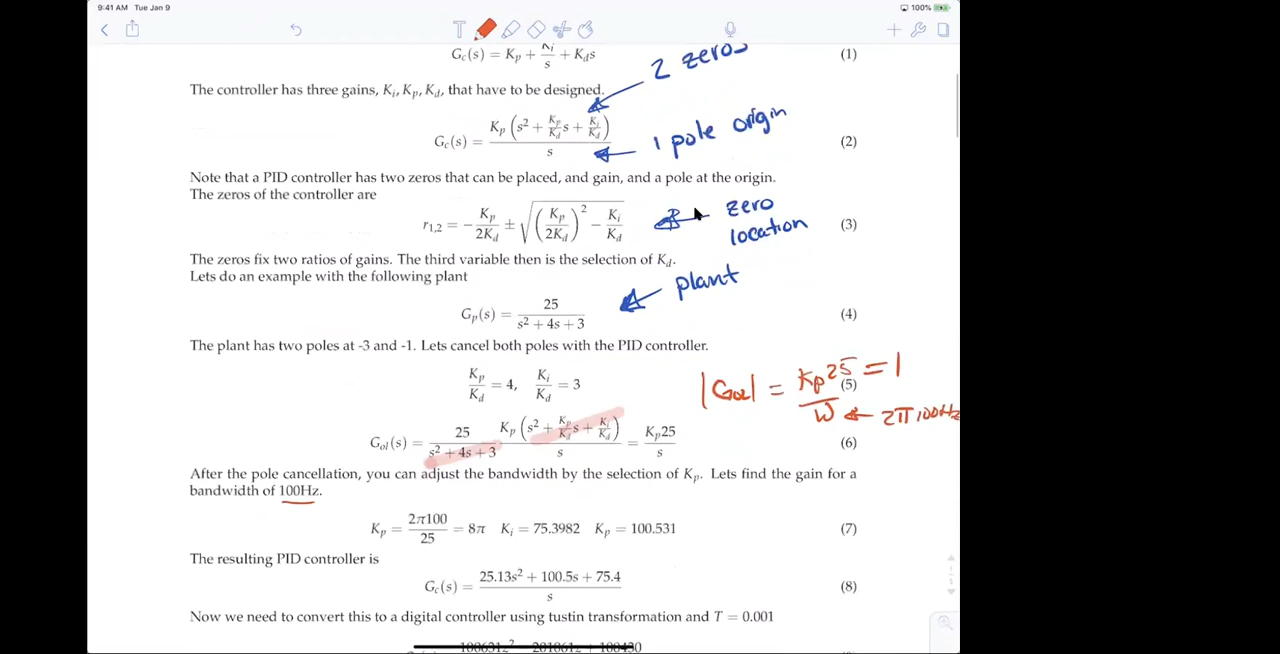 9:41 AM Tue Jan 9
100%
G_c(s) = K_p + K_i/s + K_d s (1)
2 zeros
The controller has three gains, K_i, K_p, K_d, that have to be designed.
G_c(s) = K_p (s^2 + K_p/K_d s + K_i/K_d) / s (2)
1 pole origin
Note that a PID controller has two zeros that can be placed, and gain, and a pole at the origin.
The zeros of the controller are
r_{1,2} = -K_p/2K_d ± √((K_p/2K_d)^2 - K_i/K_d) (3)
zero
location
The zeros fix two ratios of gains. The third variable then is the selection of K_d.
Lets do an example with the following plant
plant
G_p(s) = 25 / (s^2 + 4s + 3) (4)
The plant has two poles at -3 and -1. Lets cancel both poles with the PID controller.
K_p/K_d = 4, K_i/K_d = 3 (5)
|G_ol| = K_p 25 / w = 1
2π 100Hz
G_ol(s) = 25 / (s^2 + 4s + 3) K_p (s^2 + K_p/K_d s + K_i/K_d) / s = K_p 25 / s (6)
After the pole cancellation, you can adjust the bandwidth by the selection of K_p. Lets find the gain for a
bandwidth of 100Hz.
K_p = 2π100 / 25 = 8π K_i = 75.3982 K_p = 100.531 (7)
The resulting PID controller is
G_c(s) = (25.13s^2 + 100.5s + 75.4) / s (8)
Now we need to convert this to a digital controller using tustin transformation and T = 0.001